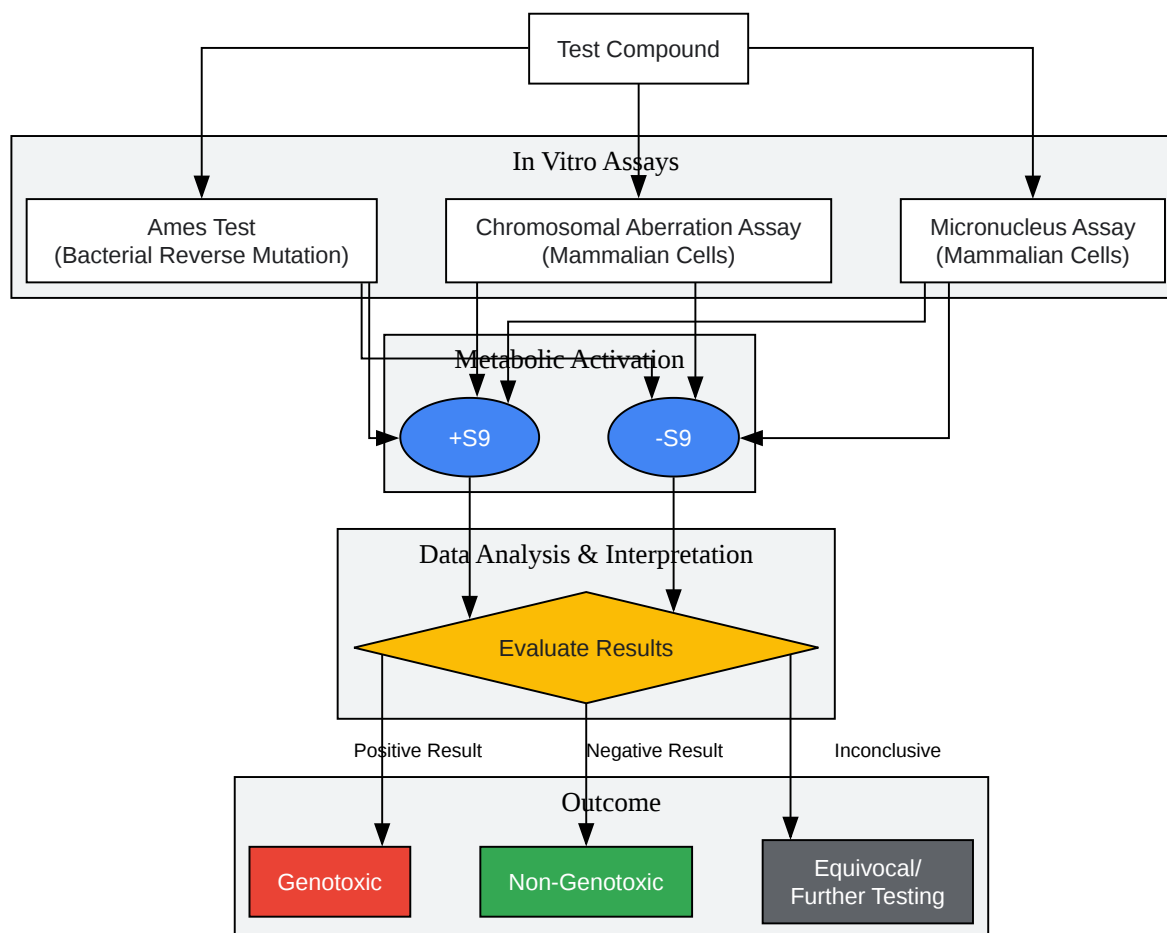 Test Compound
In Vitro Assays
Ames Test
(Bacterial Reverse Mutation)
Chromosomal Aberration Assay
(Mammalian Cells)
Micronucleus Assay
(Mammalian Cells)
Metabolic Activation
+S9
-S9
Data Analysis & Interpretation
Evaluate Results
Positive Result
Negative Result
Inconclusive
Outcome
Genotoxic
Non-Genotoxic
Equivocal/
Further Testing